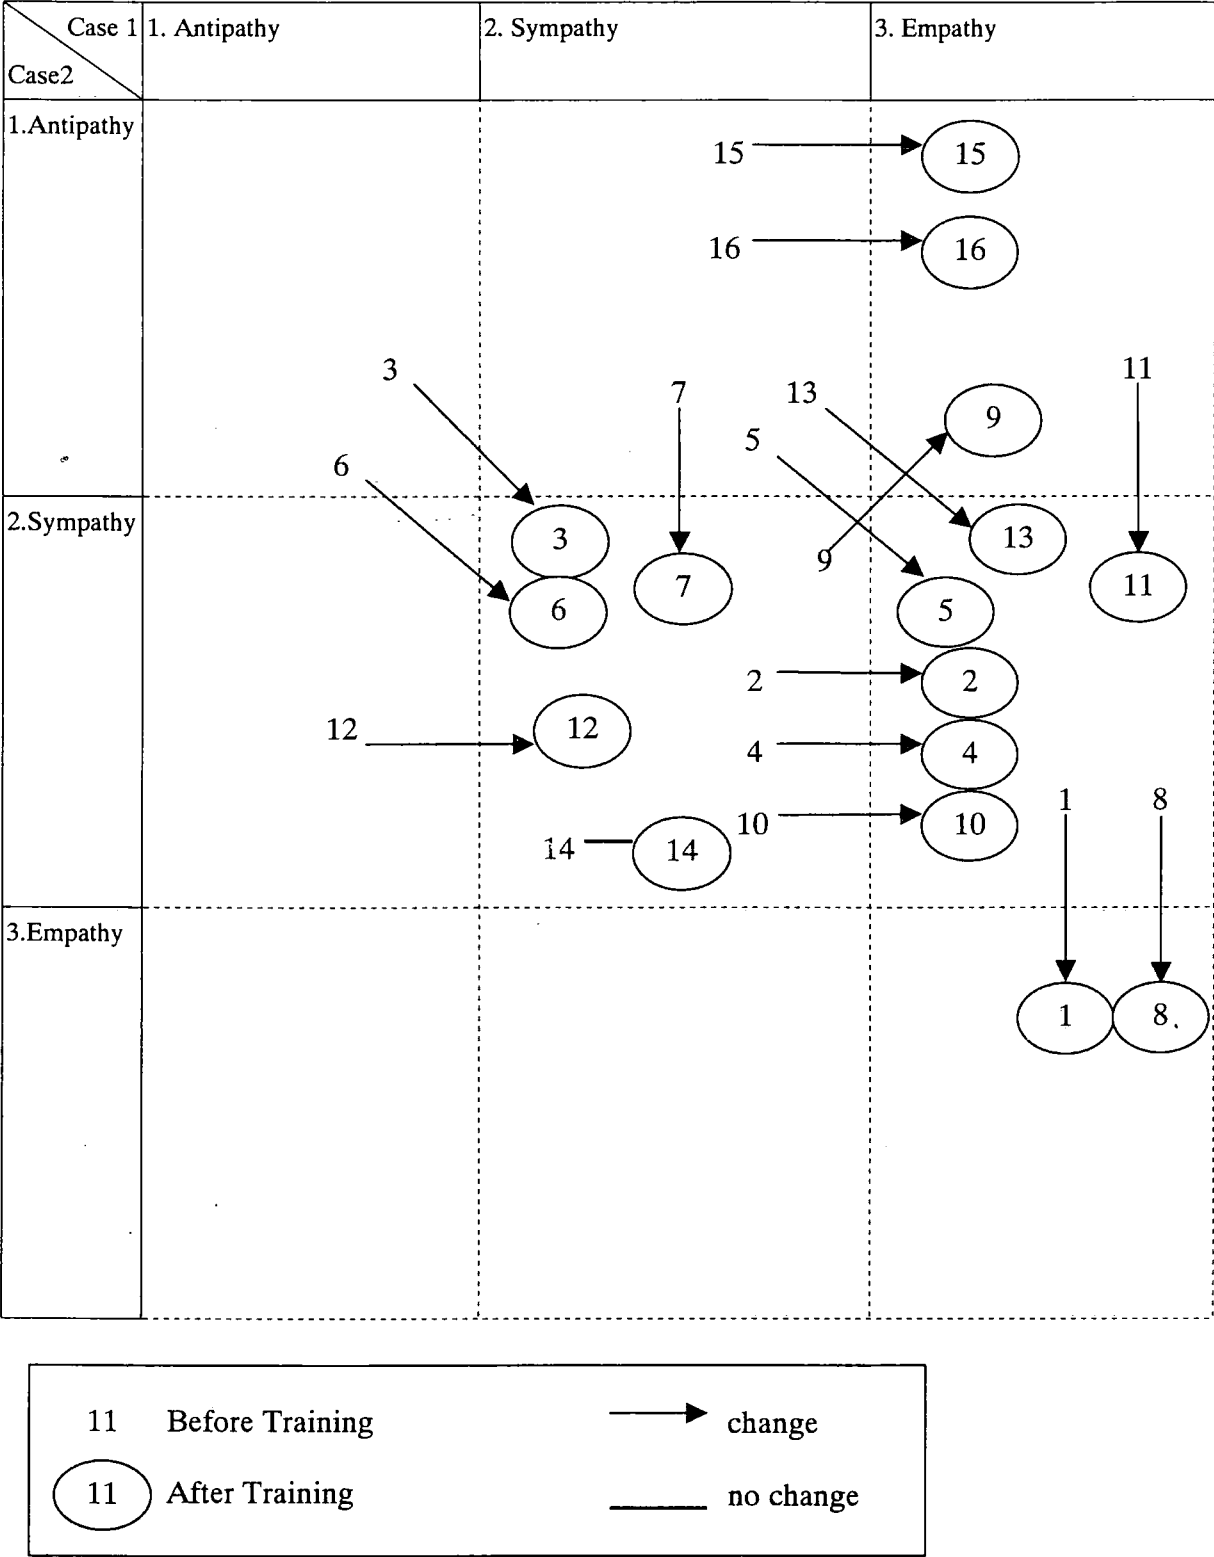 Case 1 1. Antipathy 2. Sympathy 3. Empathy
Case2
1.Antipathy
15 15
16 16
3 7 13 9 11
5
6
2.Sympathy
3 13
9 7 11
6 5
2 2
12 12
4 4
1 8
10 10
14 14
3.Empathy
1 8
11 Before Training change
11 After Training no change